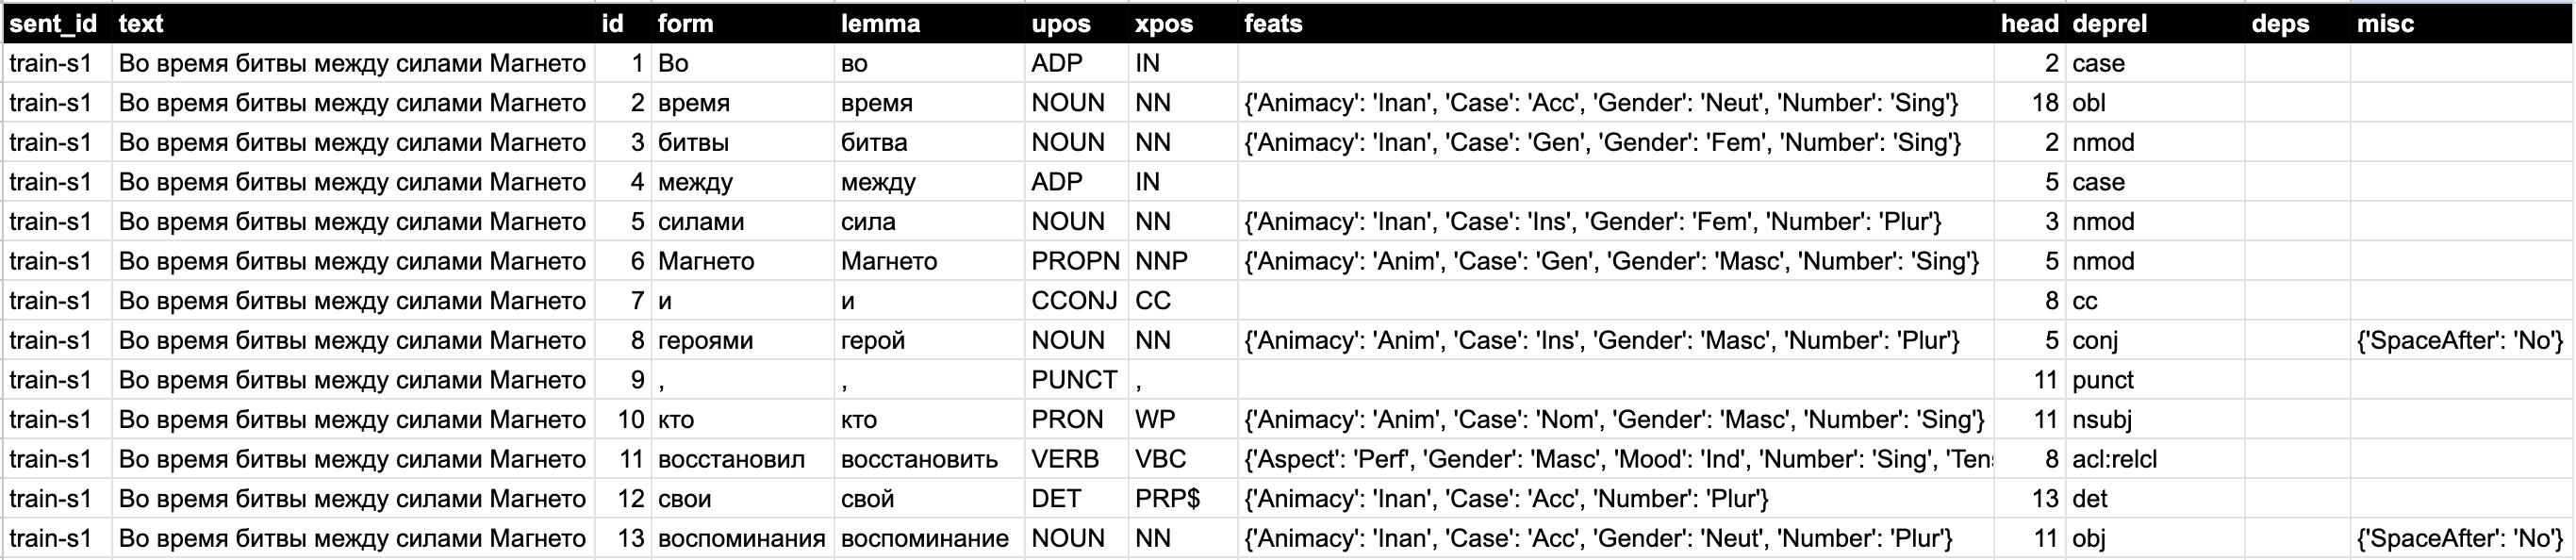 sent_id text id form lemma upos xpos feats head deprel deps misc
train-s1 Во время битвы между силами Магнето 1 Во во ADP IN 2 case
train-s1 Во время битвы между силами Магнето 2 время время NOUN NN {'Animacy': 'Inan', 'Case': 'Acc', 'Gender': 'Neut', 'Number': 'Sing'} 18 obl
train-s1 Во время битвы между силами Магнето 3 битвы битва NOUN NN {'Animacy': 'Inan', 'Case': 'Gen', 'Gender': 'Fem', 'Number': 'Sing'} 2 nmod
train-s1 Во время битвы между силами Магнето 4 между между ADP IN 5 case
train-s1 Во время битвы между силами Магнето 5 силами сила NOUN NN {'Animacy': 'Inan', 'Case': 'Ins', 'Gender': 'Fem', 'Number': 'Plur'} 3 nmod
train-s1 Во время битвы между силами Магнето 6 Магнето Магнето PROPN NNP {'Animacy': 'Anim', 'Case': 'Gen', 'Gender': 'Masc', 'Number': 'Sing'} 5 nmod
train-s1 Во время битвы между силами Магнето 7 и и CCONJ CC 8 cc
train-s1 Во время битвы между силами Магнето 8 героями герой NOUN NN {'Animacy': 'Anim', 'Case': 'Ins', 'Gender': 'Masc', 'Number': 'Plur'} 5 conj {'SpaceAfter': 'No'}
train-s1 Во время битвы между силами Магнето 9 , , PUNCT , 11 punct
train-s1 Во время битвы между силами Магнето 10 кто кто PRON WP {'Animacy': 'Anim', 'Case': 'Nom', 'Gender': 'Masc', 'Number': 'Sing'} 11 nsubj
train-s1 Во время битвы между силами Магнето 11 восстановил восстановить VERB VBC {'Aspect': 'Perf', 'Gender': 'Masc', 'Mood': 'Ind', 'Number': 'Sing', 'Ten 8 acl:relcl
train-s1 Во время битвы между силами Магнето 12 свои свой DET PRP$ {'Animacy': 'Inan', 'Case': 'Acc', 'Number': 'Plur'} 13 det
train-s1 Во время битвы между силами Магнето 13 воспоминания воспоминание NOUN NN {'Animacy': 'Inan', 'Case': 'Acc', 'Gender': 'Neut', 'Number': 'Plur'} 11 obj {'SpaceAfter': 'No'}